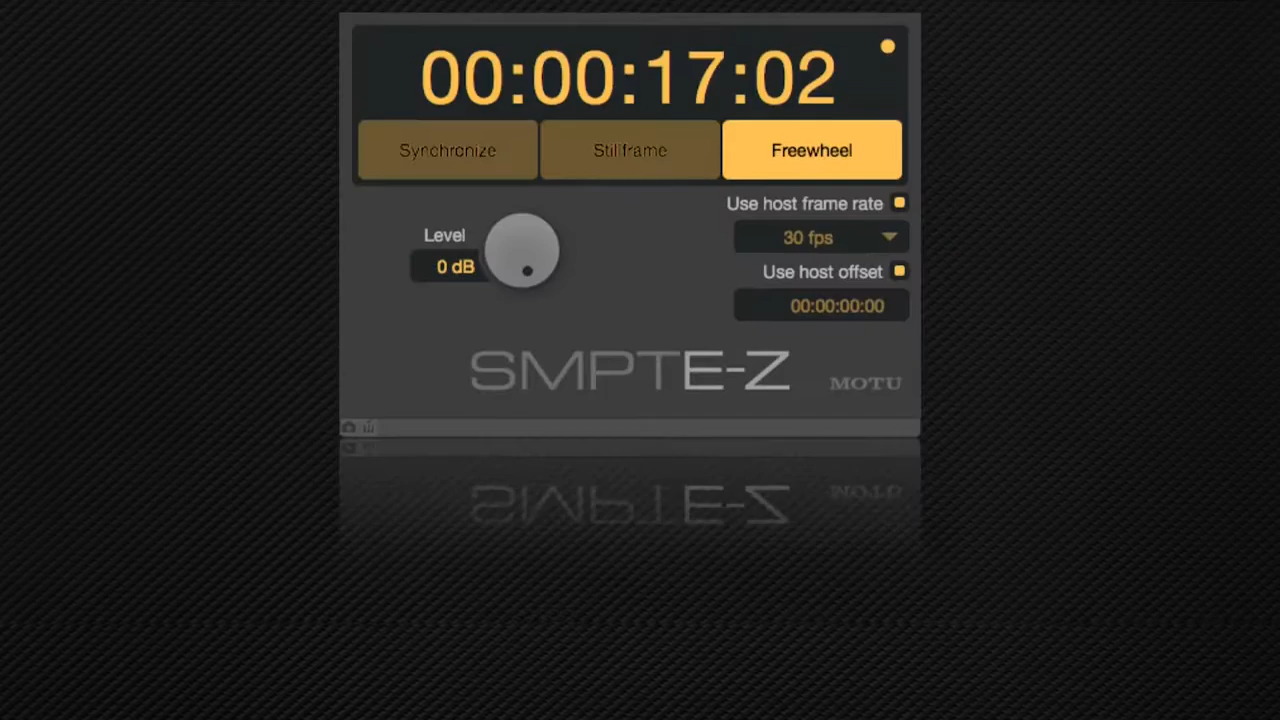 00:00:17:02
Synchronize
Stillframe
Freewheel
Use host frame rate
Level
30 fps
0 dB
Use host offset
00:00:00:00
SMPTE-Z
MOTU